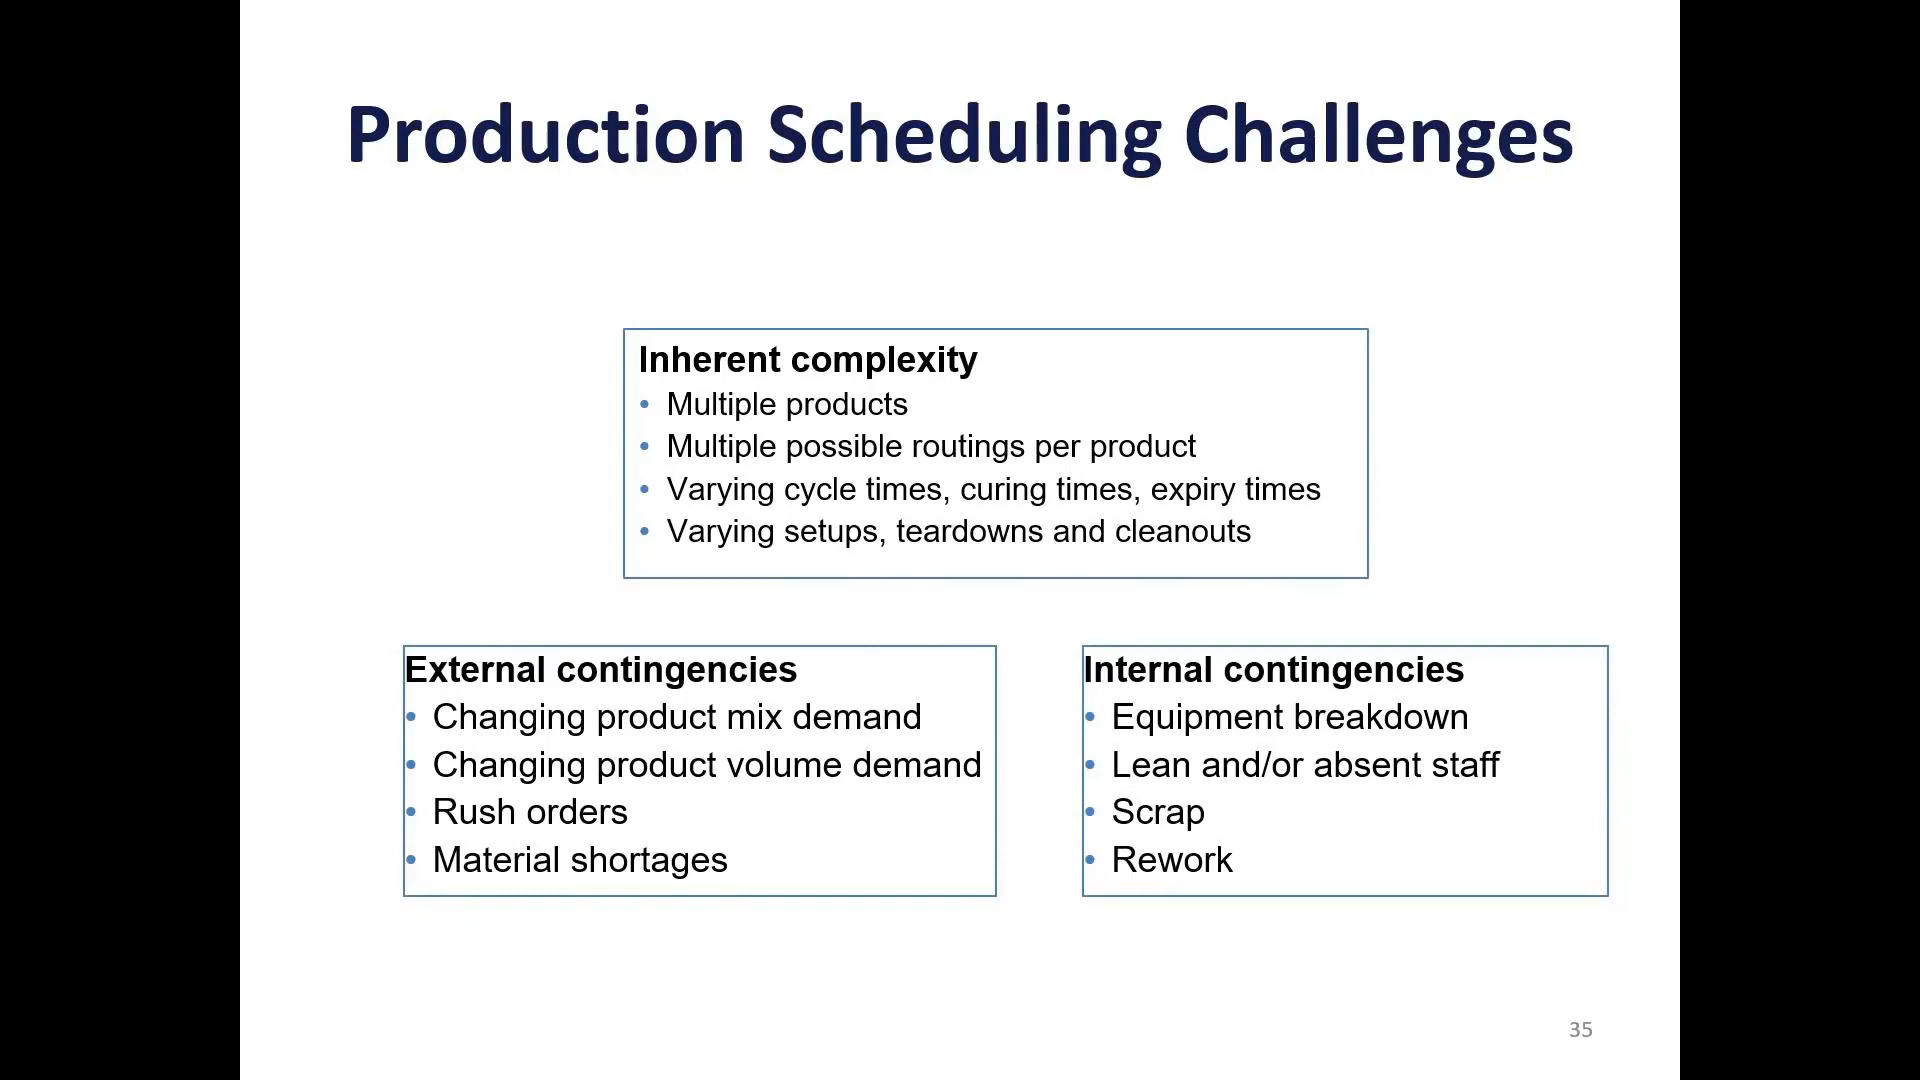 Production Scheduling Challenges
Inherent complexity
• Multiple products
• Multiple possible routings per product
• Varying cycle times, curing times, expiry times
• Varying setups, teardowns and cleanouts
External contingencies
• Changing product mix demand
• Changing product volume demand
• Rush orders
• Material shortages
Internal contingencies
• Equipment breakdown
• Lean and/or absent staff
• Scrap
• Rework
35